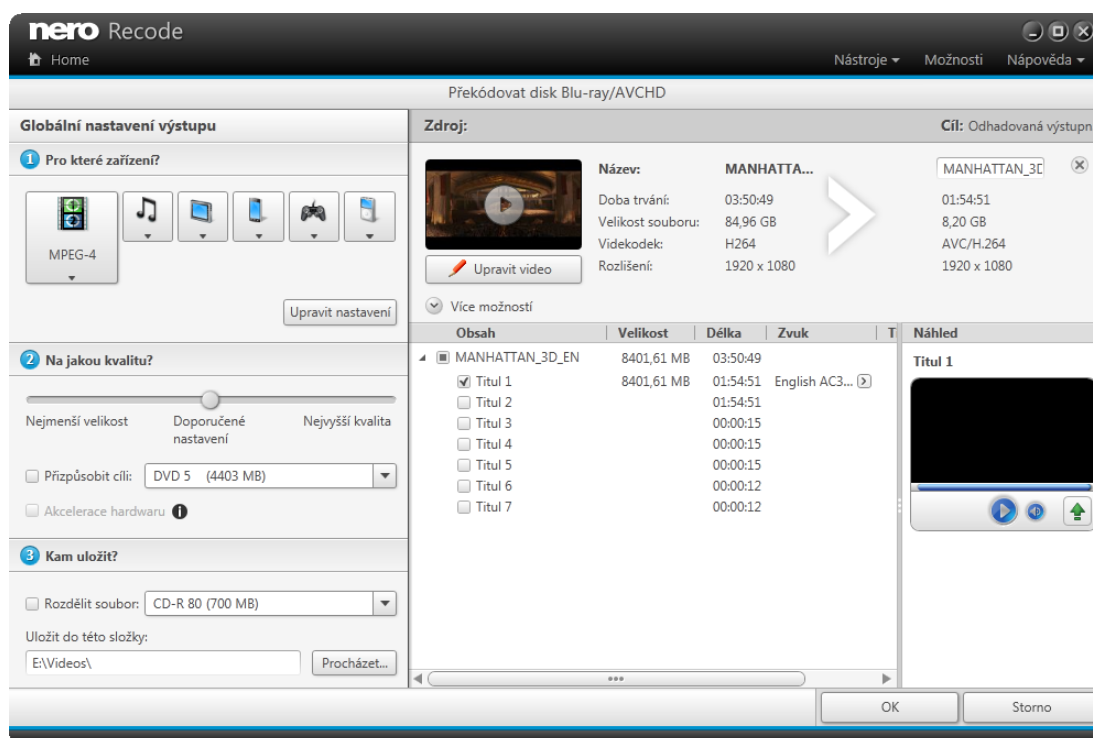 nero Recode
Home
Nástroje
Možnosti
Nápověda
Překódovat disk Blu-ray/AVCHD
Globální nastavení výstupu
1 Pro které zařízení?
MPEG-4
Upravit nastavení
2 Na jakou kvalitu?
Nejmenší velikost
Doporučené
nastavení
Nejvyšší kvalita
Přizpůsobit cíli: DVD 5 (4403 MB)
Akcelerace hardwaru
3 Kam uložit?
Rozdělit soubor: CD-R 80 (700 MB)
Uložit do této složky:
E:\Videos\ Procházet...
Zdroj:
Cíl: Odhadovaná výstupn
Název: MANHATTA... MANHATTAN_3D
Doba trvání: 03:50:49 01:54:51
Velikost souboru: 84,96 GB 8,20 GB
Videkodek: H264 AVC/H.264
Rozlišení: 1920 x 1080 1920 x 1080
Upravit video
Více možností
Obsah Velikost Délka Zvuk T
MANHATTAN_3D_EN 8401,61 MB 03:50:49
Titul 1 8401,61 MB 01:54:51 English AC3...
Titul 2 01:54:51
Titul 3 00:00:15
Titul 4 00:00:15
Titul 5 00:00:15
Titul 6 00:00:12
Titul 7 00:00:12
Náhled
Titul 1
OK
Storno